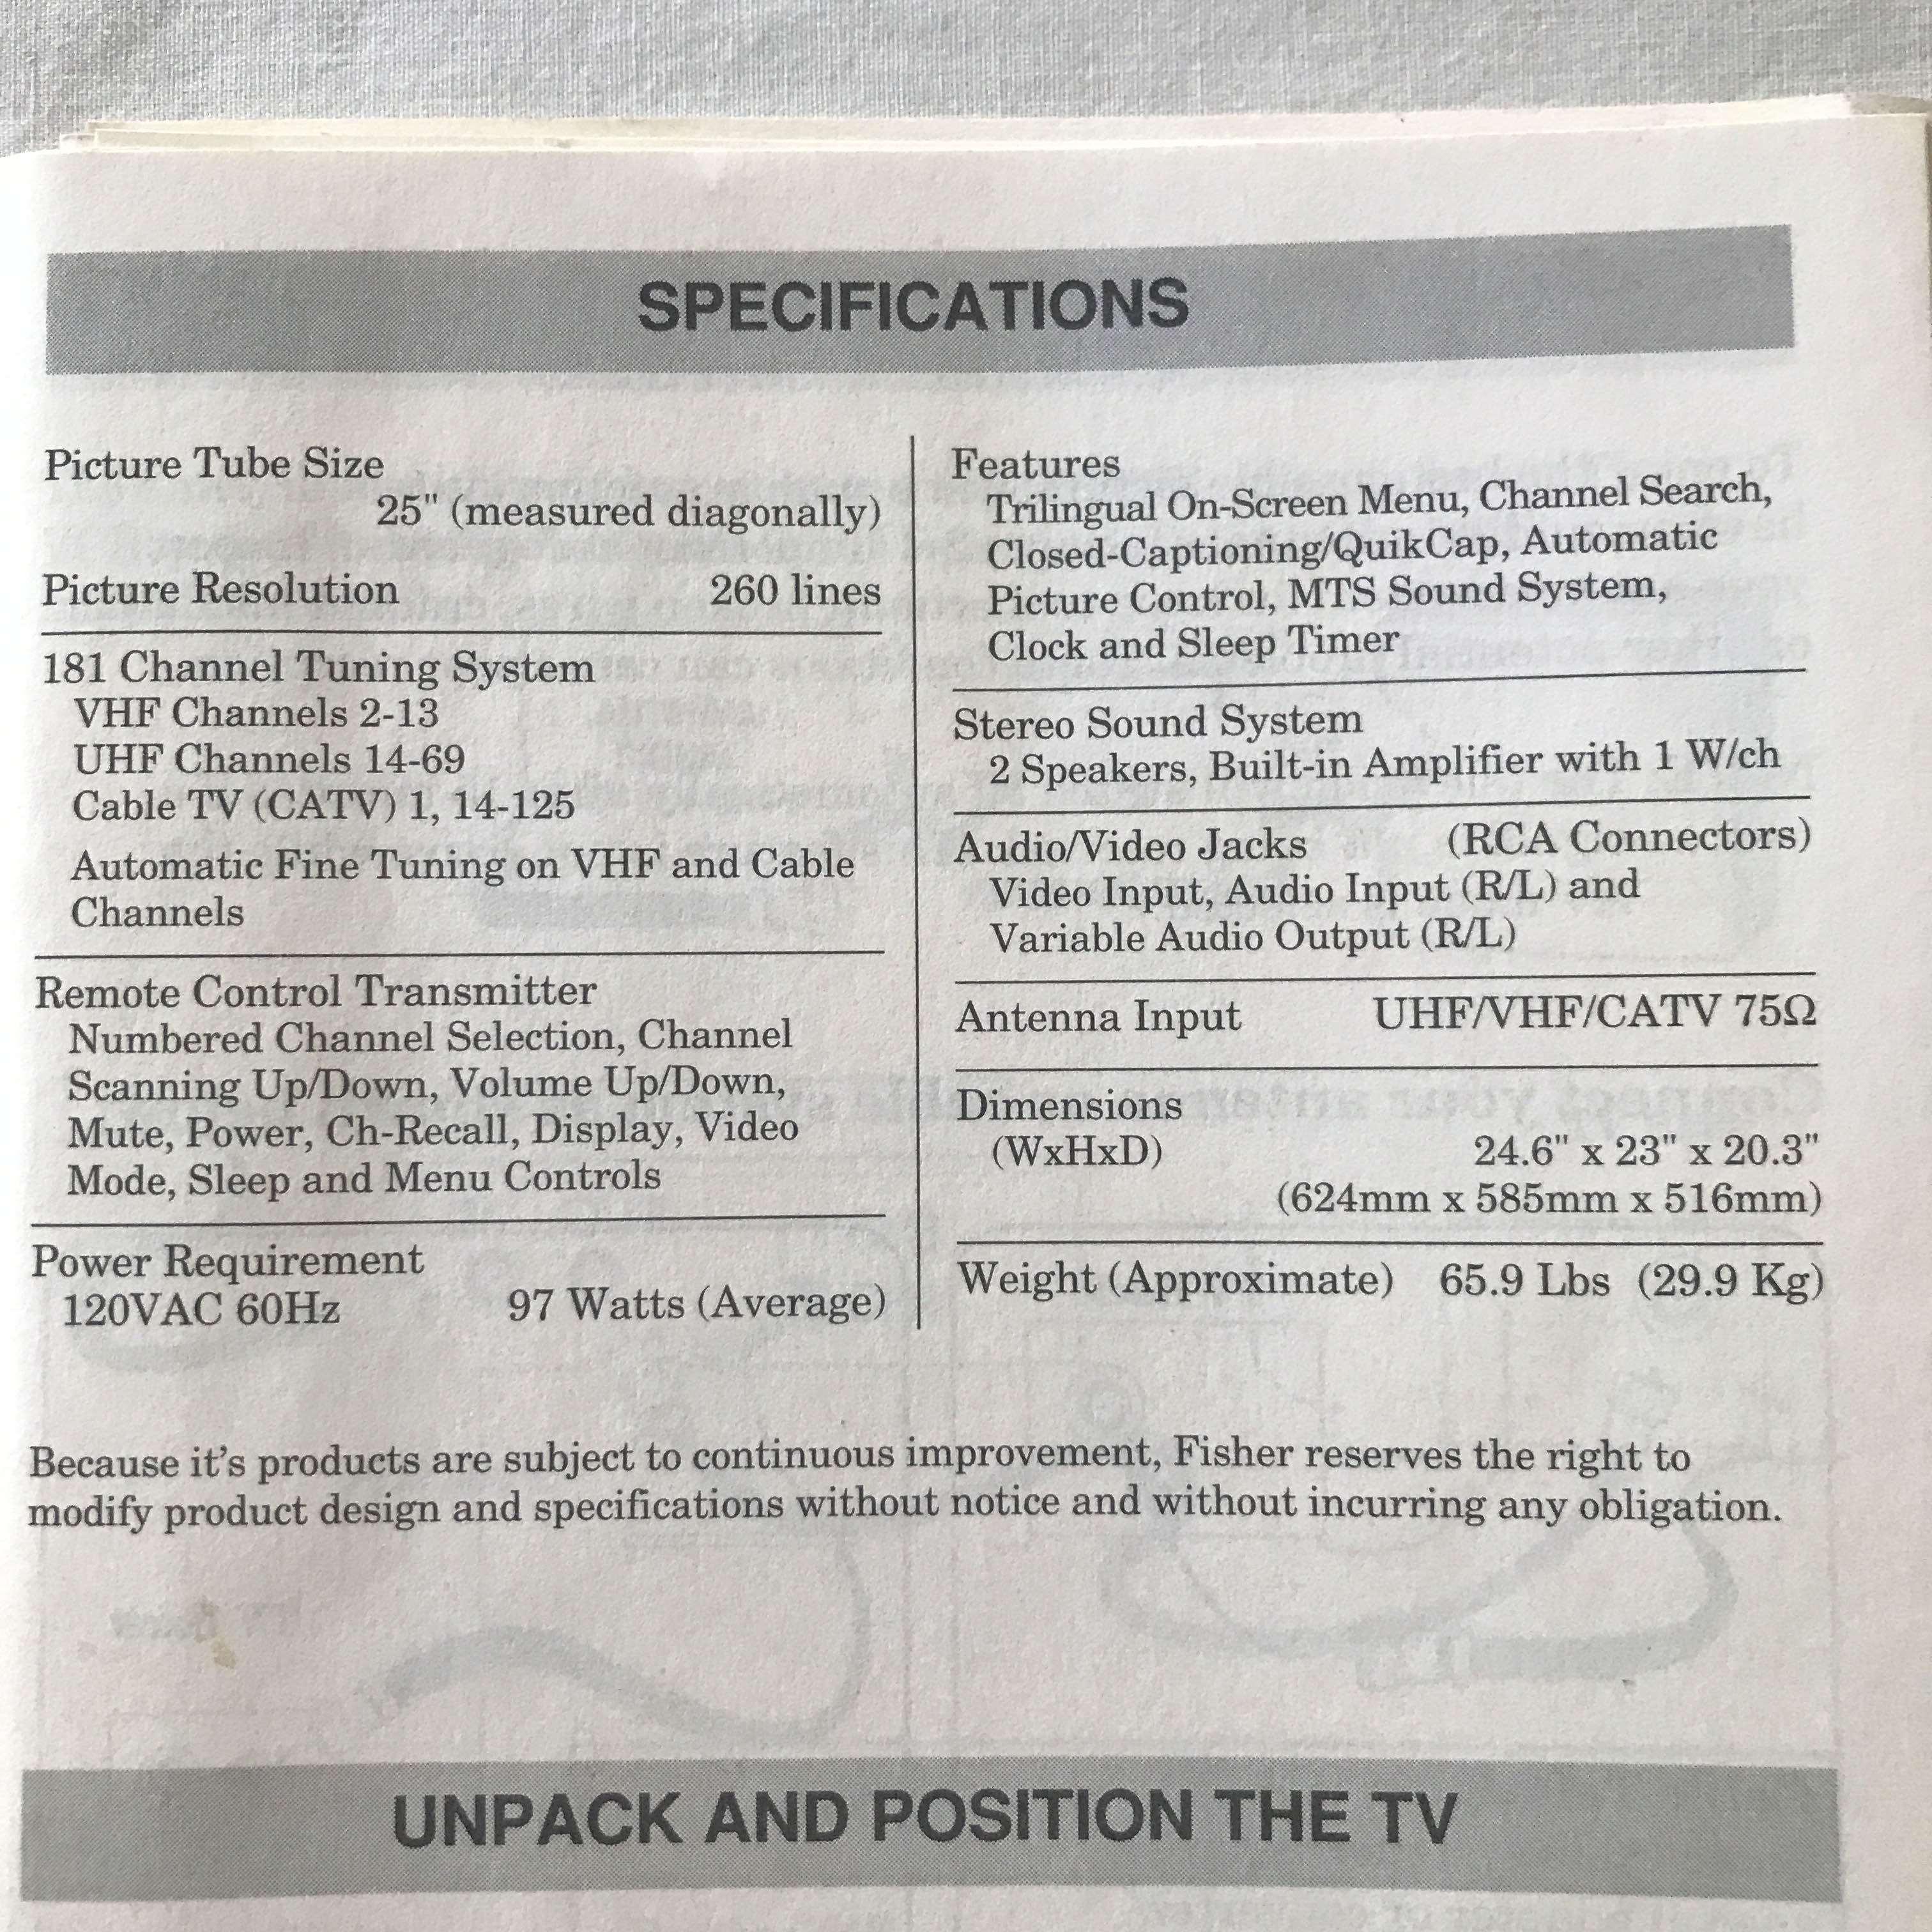 SPECIFICATIONS
Picture Tube Size
25" (measured diagonally)
Picture Resolution 260 lines
181 Channel Tuning System
VHF Channels 2-13
UHF Channels 14-69
Cable TV (CATV) 1, 14-125
Automatic Fine Tuning on VHF and Cable
Channels
Remote Control Transmitter
Numbered Channel Selection, Channel
Scanning Up/Down, Volume Up/Down,
Mute, Power, Ch-Recall, Display, Video
Mode, Sleep and Menu Controls
Power Requirement
120VAC 60Hz 97 Watts (Average)
Features
Trilingual On-Screen Menu, Channel Search,
Closed-Captioning/QuikCap, Automatic
Picture Control, MTS Sound System,
Clock and Sleep Timer
Stereo Sound System
2 Speakers, Built-in Amplifier with 1 W/ch
Audio/Video Jacks (RCA Connectors)
Video Input, Audio Input (R/L) and
Variable Audio Output (R/L)
Antenna Input UHF/VHF/CATV 75Ω
Dimensions
(WxHxD) 24.6" x 23" x 20.3"
(624mm x 585mm x 516mm)
Weight (Approximate) 65.9 Lbs (29.9 Kg)
Because it's products are subject to continuous improvement, Fisher reserves the right to
modify product design and specifications without notice and without incurring any obligation.
UNPACK AND POSITION THE TV